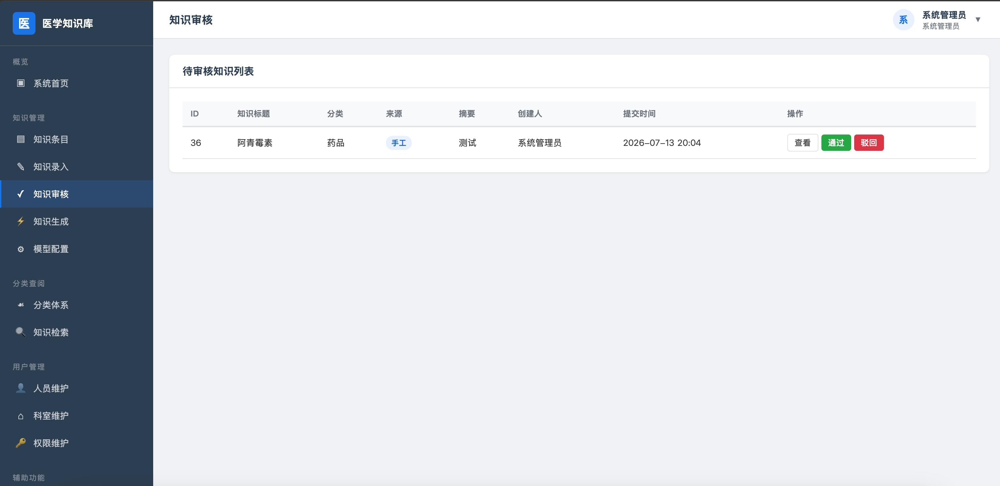 医 医学知识库
概览
系统首页
知识管理
知识条目
知识录入
知识审核
知识生成
模型配置
分类查阅
分类体系
知识检索
用户管理
人员维护
科室维护
权限维护
辅助功能
知识审核
系 系统管理员
系统管理员
待审核知识列表
ID 知识标题 分类 来源 摘要 创建人 提交时间 操作
36 阿青霉素 药品 手工 测试 系统管理员 2026-07-13 20:04 查看 通过 驳回